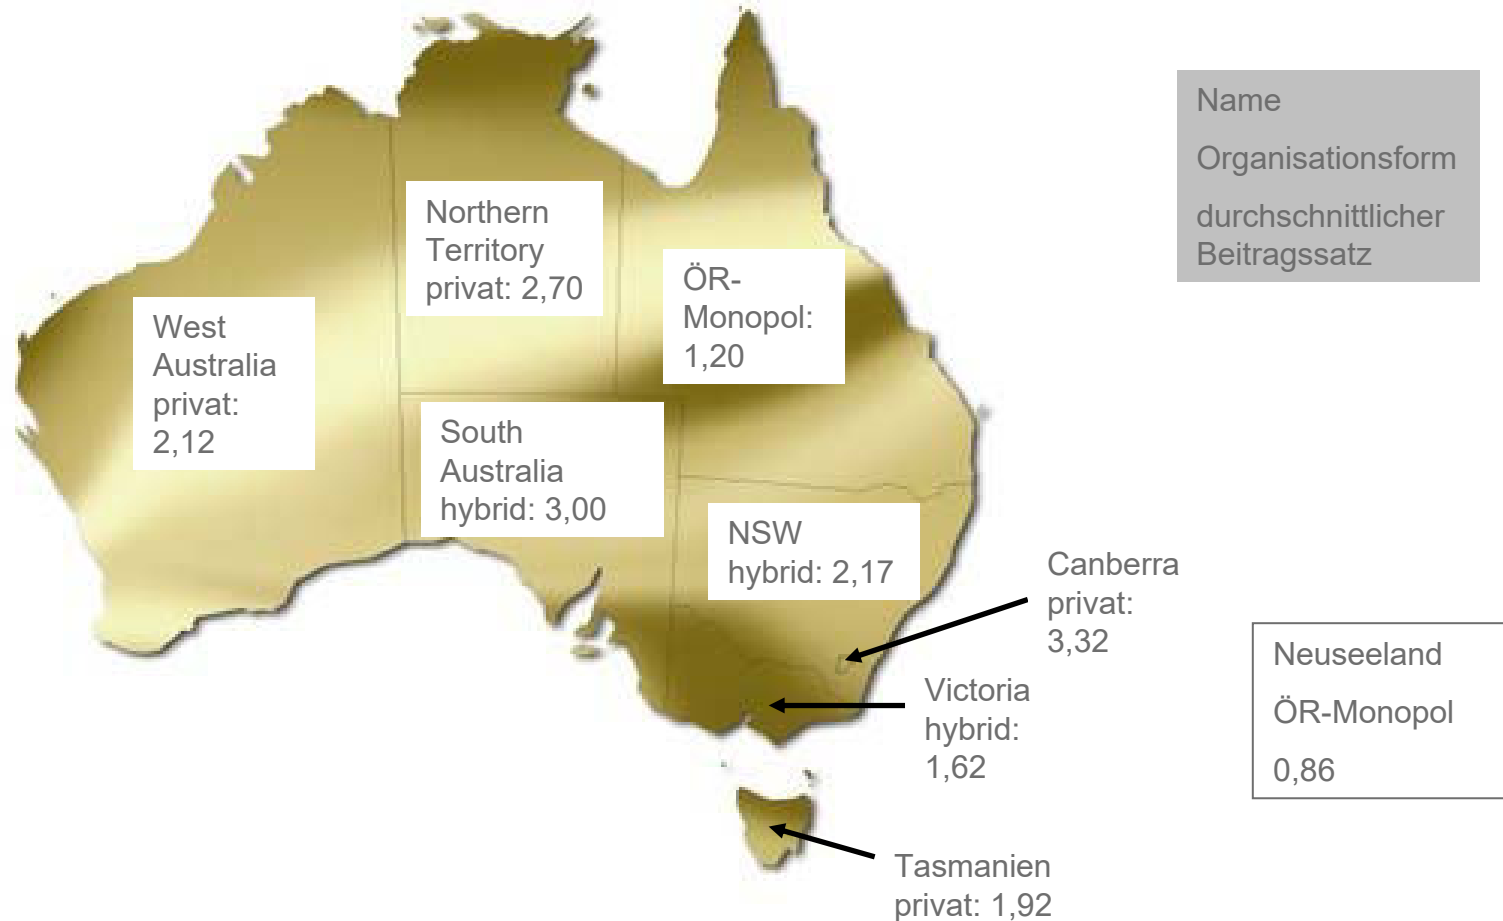 Name
Organisationsform
durchschnittlicher
Beitragssatz
Northern
Territory
privat: 2,70
ÖR-
Monopol:
1,20
West
Australia
privat:
2,12
South
Australia
hybrid: 3,00
NSW
hybrid: 2,17
Canberra
privat:
3,32
Neuseeland
ÖR-Monopol
0,86
Victoria
hybrid:
1,62
Tasmanien
privat: 1,92